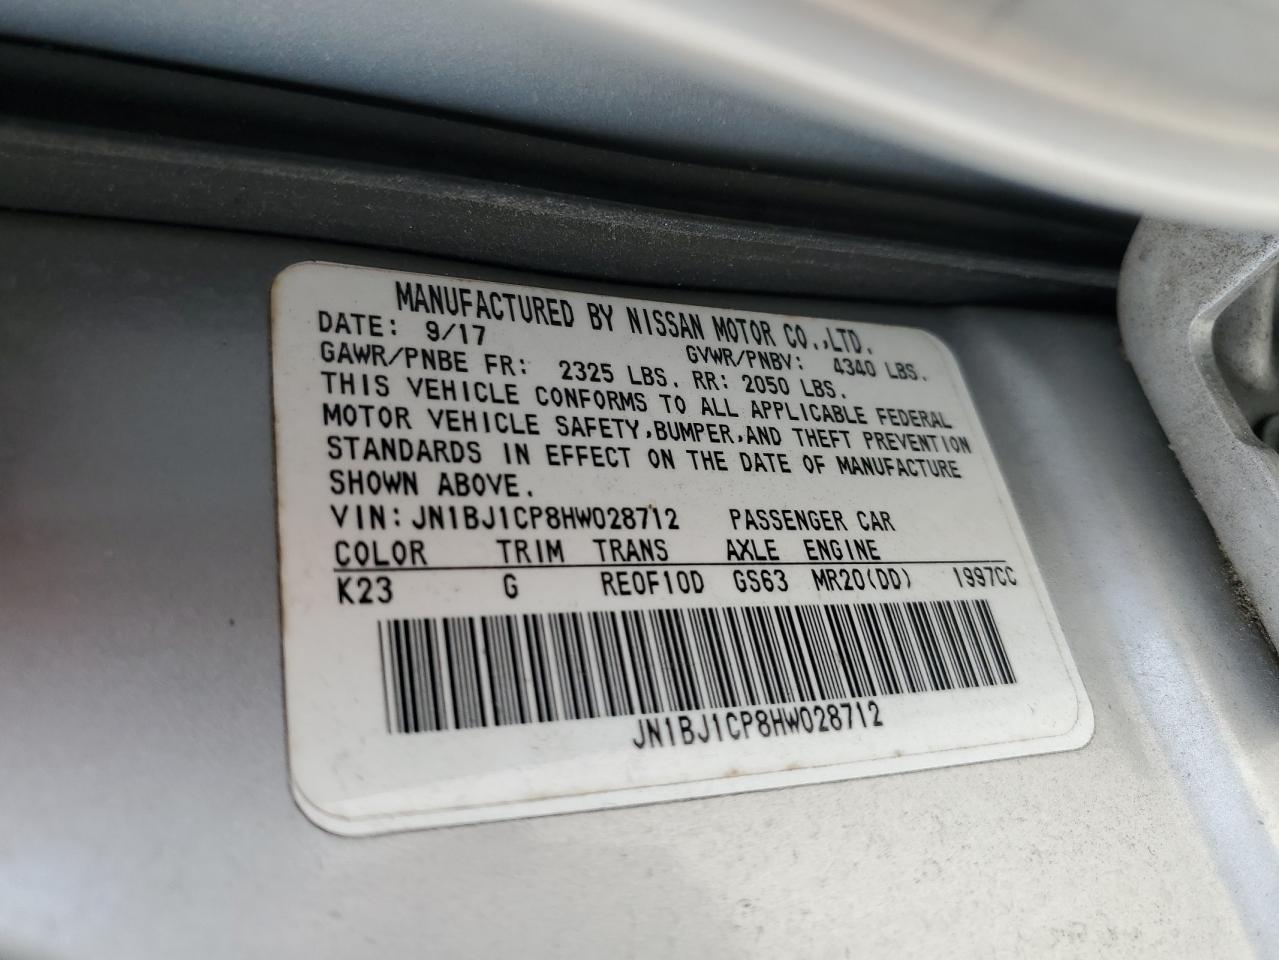 MANUFACTURED BY NISSAN MOTOR CO.,LTD.
DATE: 9/17 GVWR/PNBV: 4340 LBS.
GAWR/PNBE FR: 2325 LBS. RR: 2050 LBS.
THIS VEHICLE CONFORMS TO ALL APPLICABLE FEDERAL
MOTOR VEHICLE SAFETY,BUMPER,AND THEFT PREVENTION
STANDARDS IN EFFECT ON THE DATE OF MANUFACTURE
SHOWN ABOVE.
VIN: JN1BJ1CP8HW028712 PASSENGER CAR
COLOR TRIM TRANS AXLE ENGINE
K23 G RE0F10D GS63 MR20(DD) 1997CC
JN1BJ1CP8HW028712